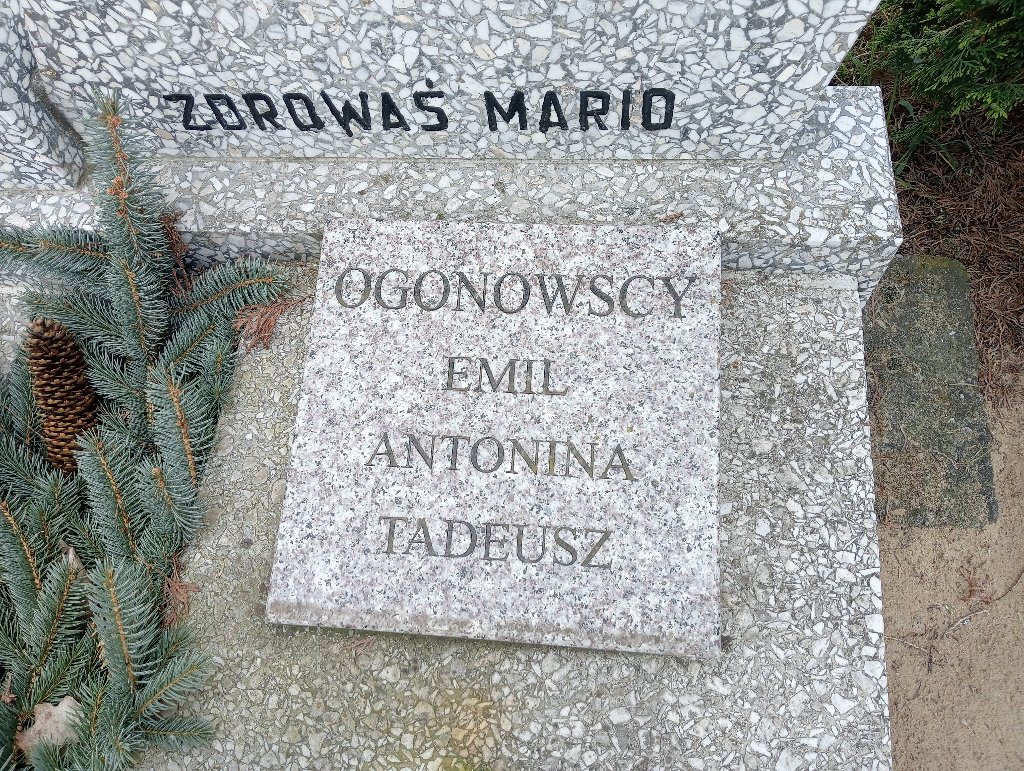 ZDROWAŚ MARIO
OGONOWSCY
EMIL
ANTONINA
TADEUSZ